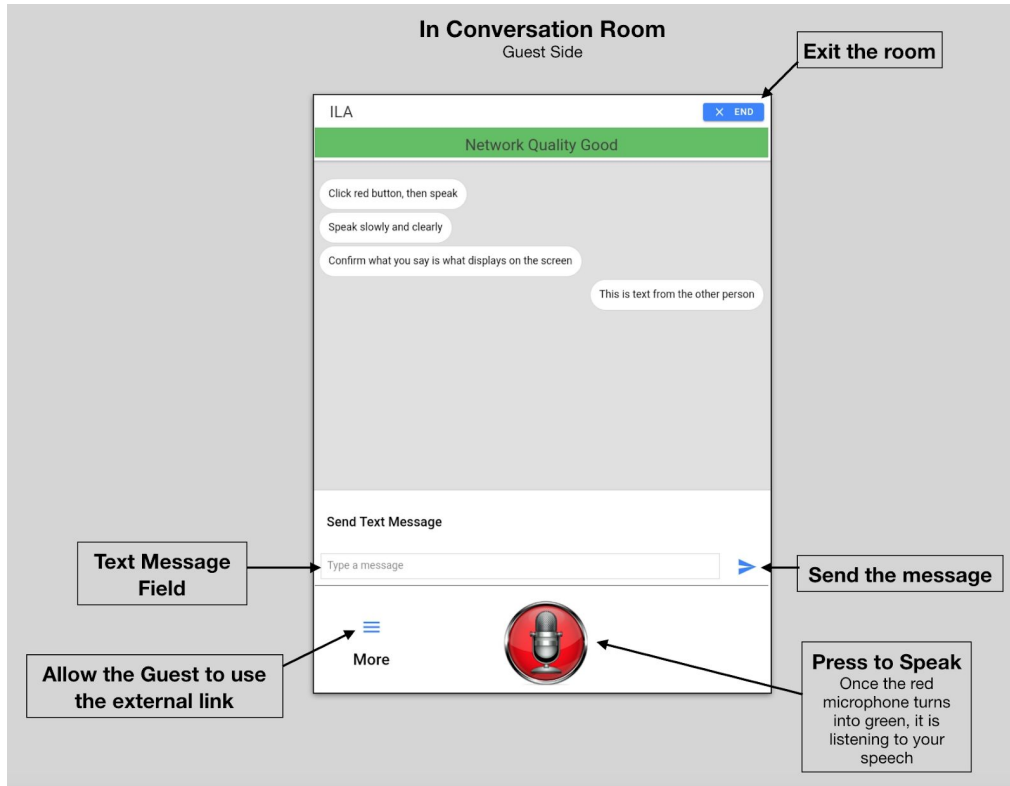 In Conversation Room
Guest Side
Exit the room
ILA
X END
Network Quality Good
Click red button, then speak
Speak slowly and clearly
Confirm what you say is what displays on the screen
This is text from the other person
Send Text Message
Text Message
Field
Type a message
Send the message
More
Allow the Guest to use
the external link
Press to Speak
Once the red
microphone turns
into green, it is
listening to your
speech